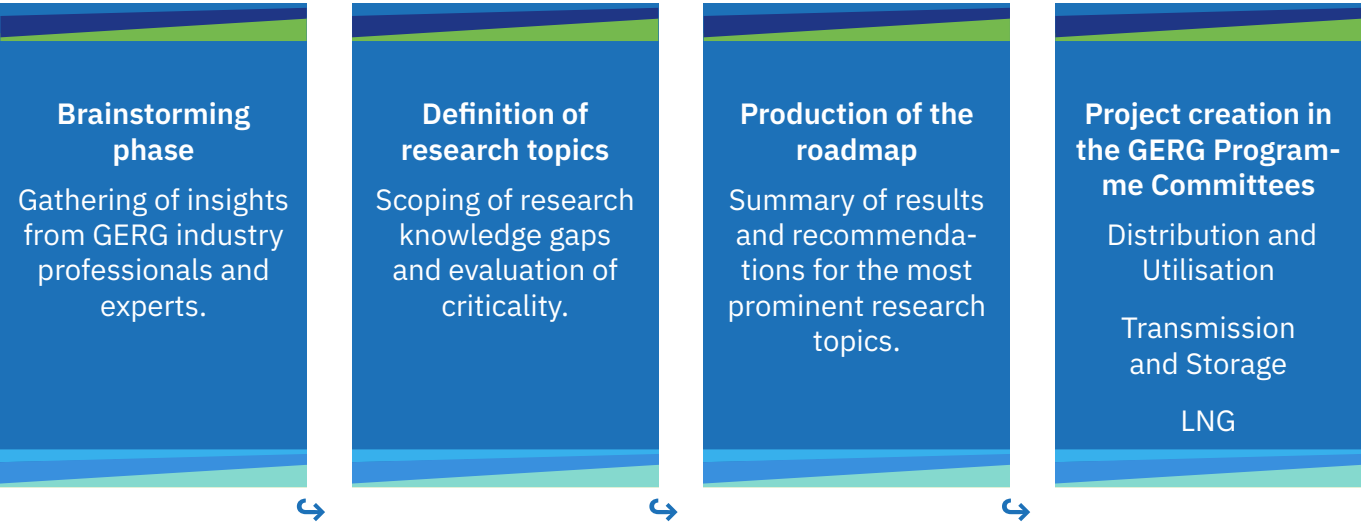 Brainstorming
phase
Gathering of insights
from GERG industry
professionals and
experts.
Definition of
research topics
Scoping of research
knowledge gaps
and evaluation of
criticality.
Production of the
roadmap
Summary of results
and recommenda-
tions for the most
prominent research
topics.
Project creation in
the GERG Program-
me Committees
Distribution and
Utilisation
Transmission
and Storage
LNG